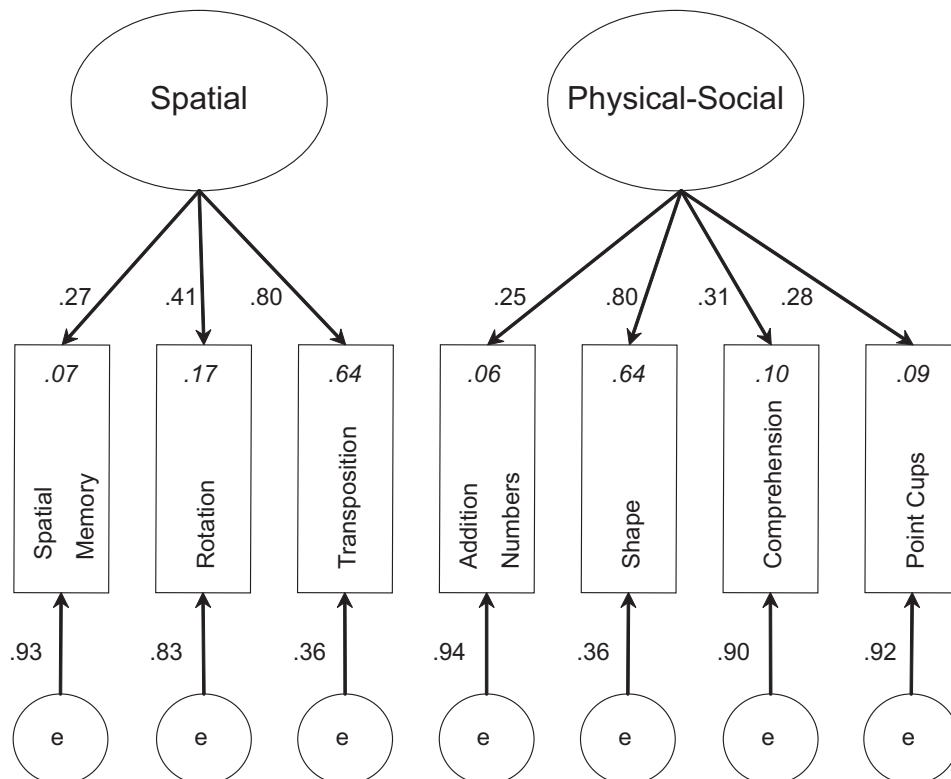 Spatial
Physical-Social
.27
.41
.80
.25
.80
.31
.28
.07
.17
.64
.06
.64
.10
.09
Spatial
Memory
Rotation
Transposition
Addition
Numbers
Shape
Comprehension
Point Cups
.93
.83
.36
.94
.36
.90
.92
e
e
e
e
e
e
e